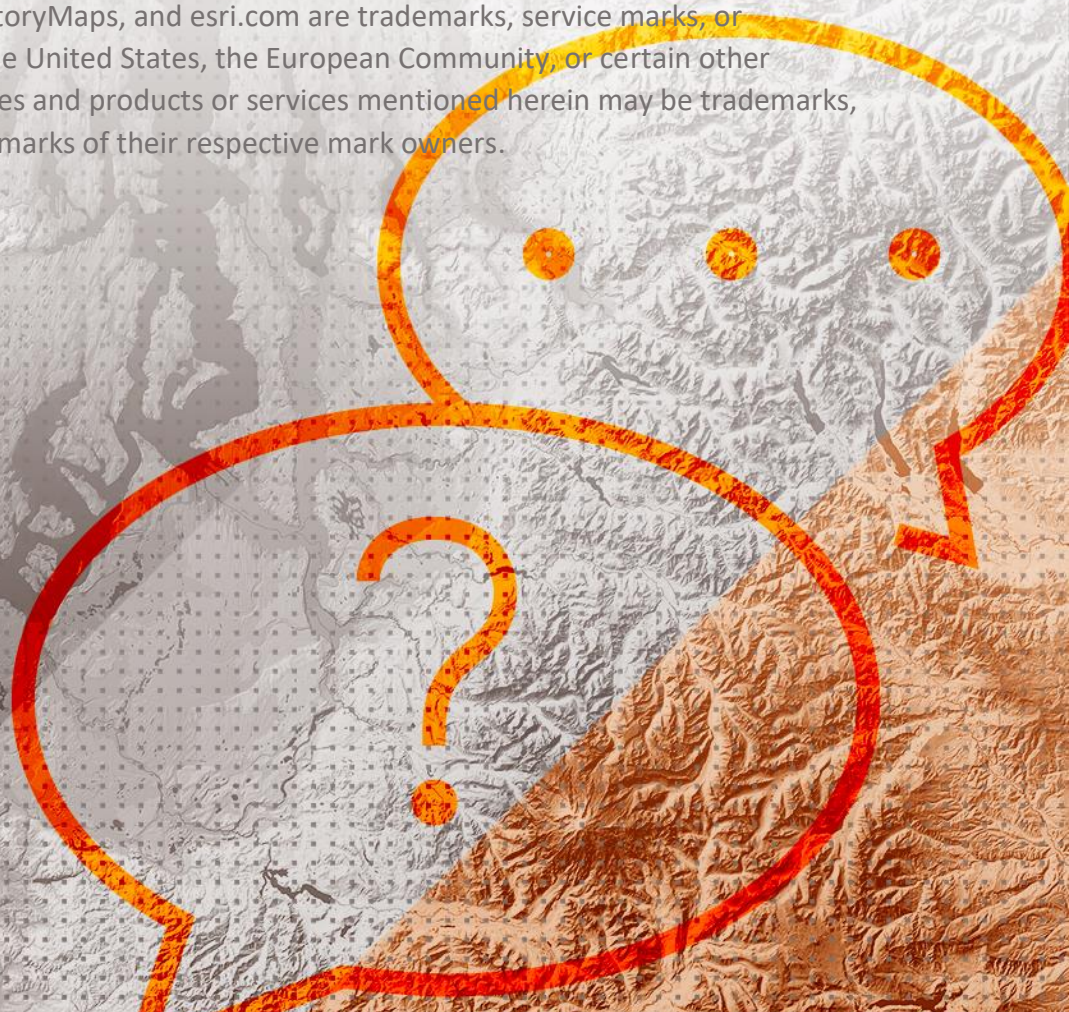 toryMaps, and esri.com are trademarks, service marks, or
e United States, the European Community, or certain other
es and products or services mentioned herein may be trademarks,
marks of their respective mark owners.
?